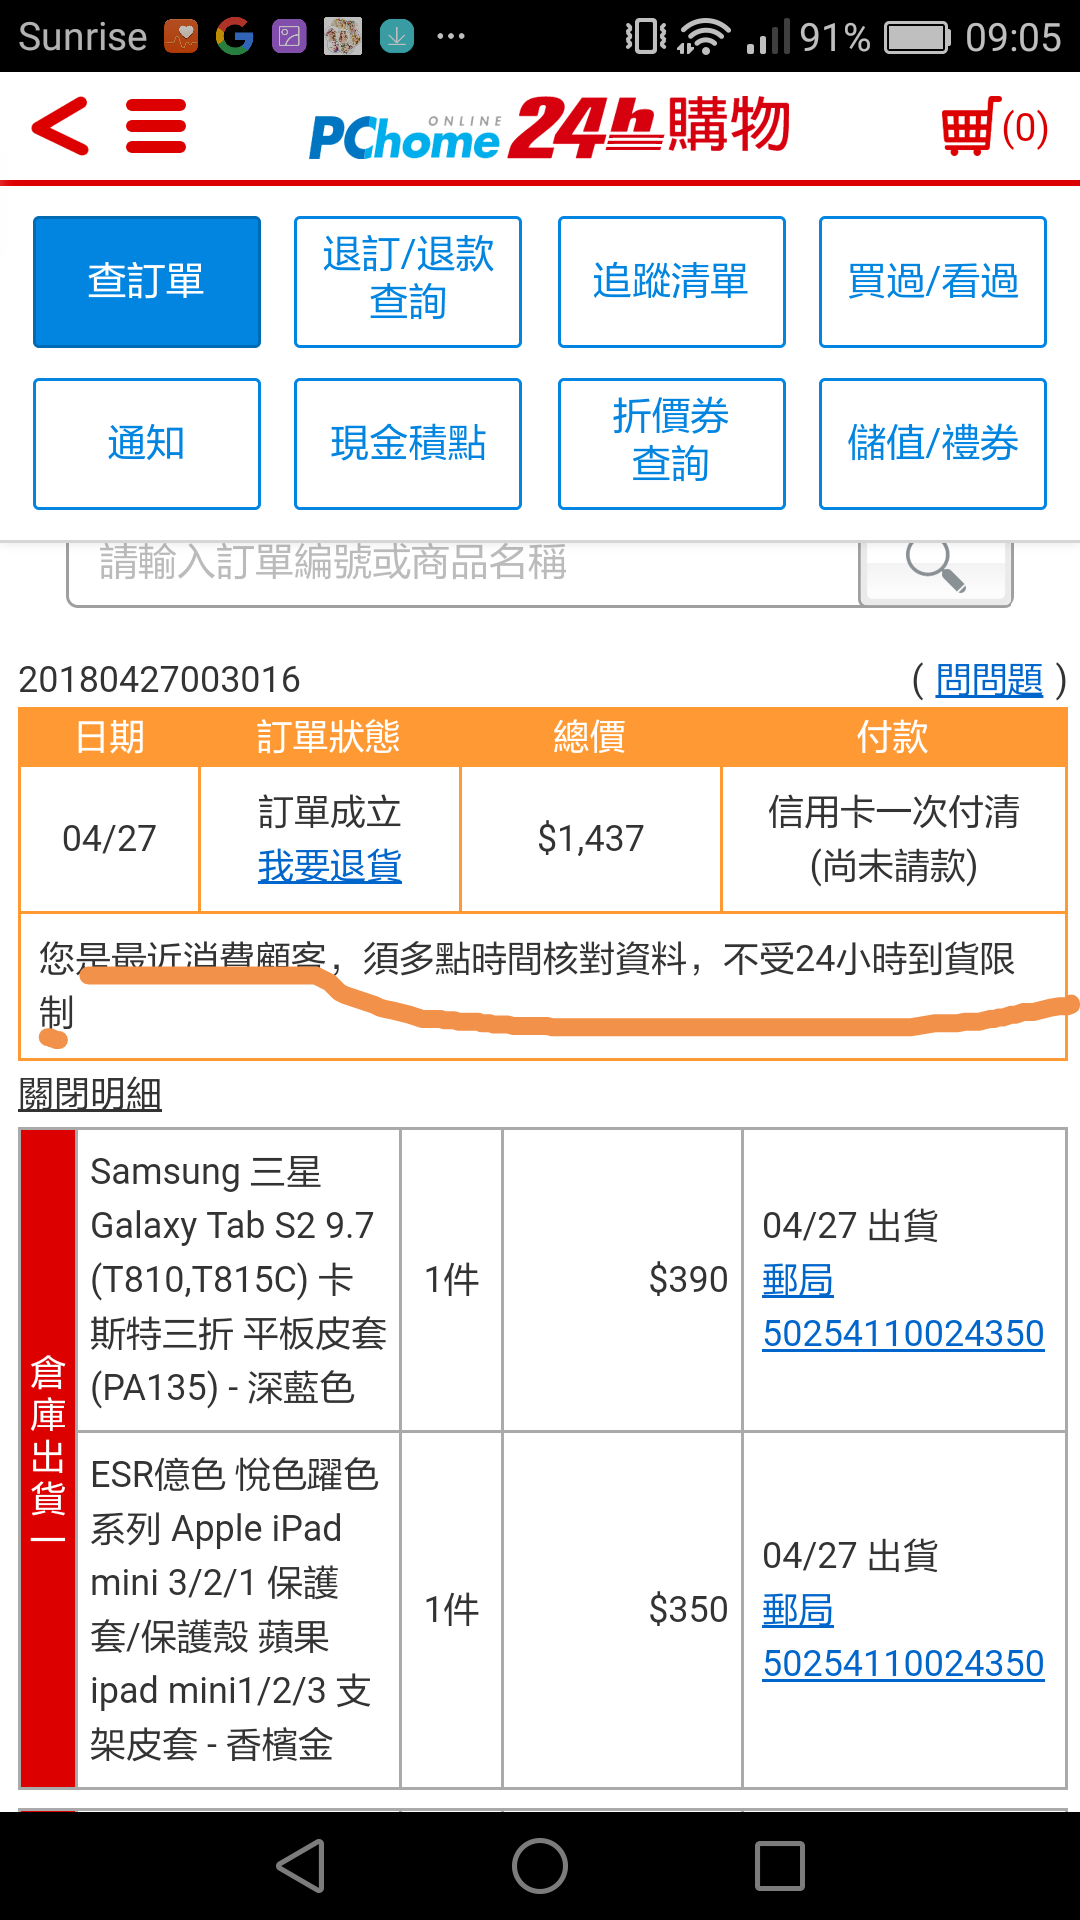 Sunrise 91% 09:05
PChome ONLINE 24h購物 (0)
查訂單
退訂/退款
查詢
追蹤清單
買過/看過
通知
現金積點
折價券
查詢
儲值/禮券
請輸入訂單編號或商品名稱
20180427003016 ( 問問題 )
日期 訂單狀態 總價 付款
04/27
訂單成立
我要退貨
$1,437
信用卡一次付清
(尚未請款)
您是最近消費顧客，須多點時間核對資料，不受24小時到貨限
制
關閉明細
倉庫出貨一
Samsung 三星
Galaxy Tab S2 9.7
(T810,T815C) 卡
斯特三折 平板皮套
(PA135) - 深藍色
1件
$390
04/27 出貨
郵局
50254110024350
ESR億色 悅色躍色
系列 Apple iPad
mini 3/2/1 保護
套/保護殼 蘋果
ipad mini1/2/3 支
架皮套 - 香檳金
1件
$350
04/27 出貨
郵局
50254110024350